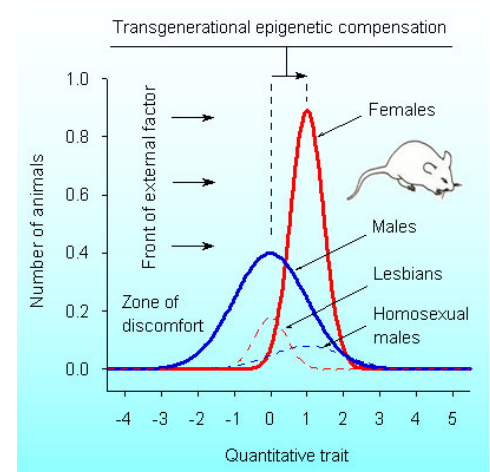 Transgenerational epigenetic compensation
1.0
0.8
0.6
0.4
0.2
0.0
Number of animals
Front of external factor
Females
Males
Lesbians
Homosexual
males
Zone of
discomfort
-4 -3 -2 -1 0 1 2 3 4 5
Quantitative trait